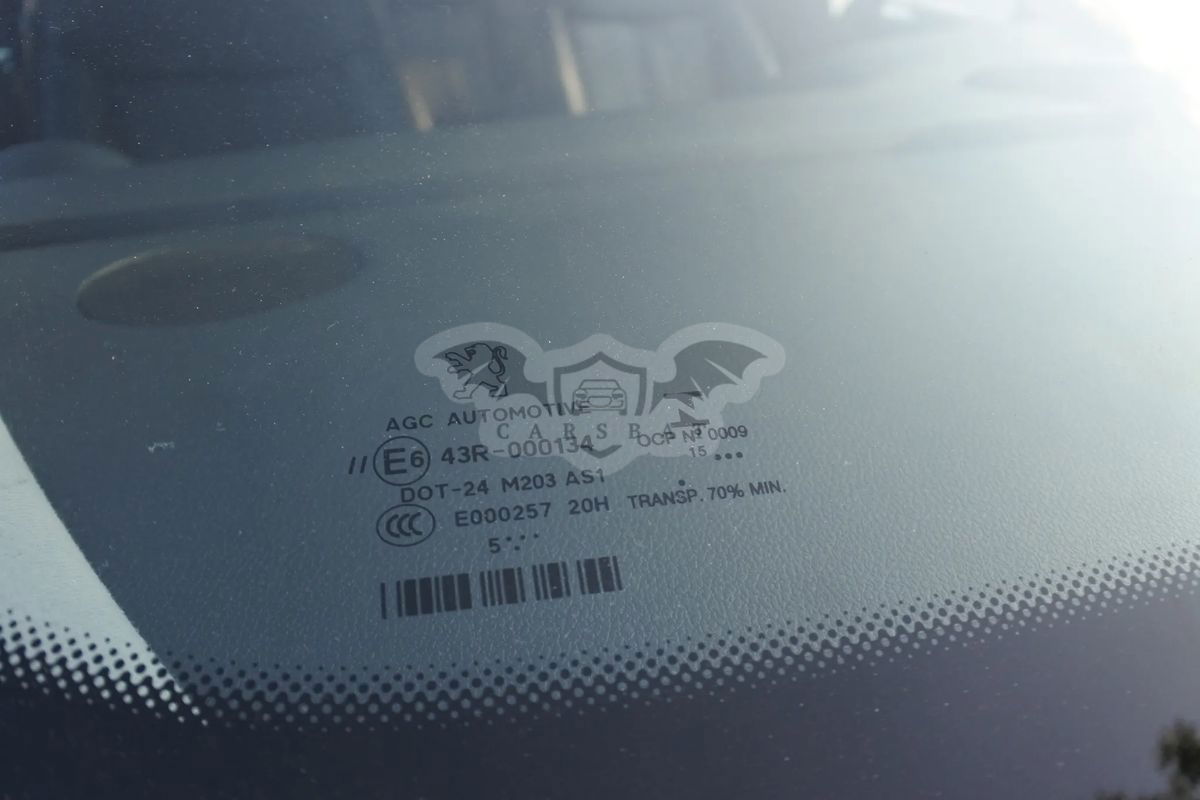 AGC AUTOMOTIVE
CARSBAT
E6 43R-000134
OCP Nº 0009
15 ...
DOT-24 M203 AS1
CCC E000257 20H TRANSP. 70% MIN.
5